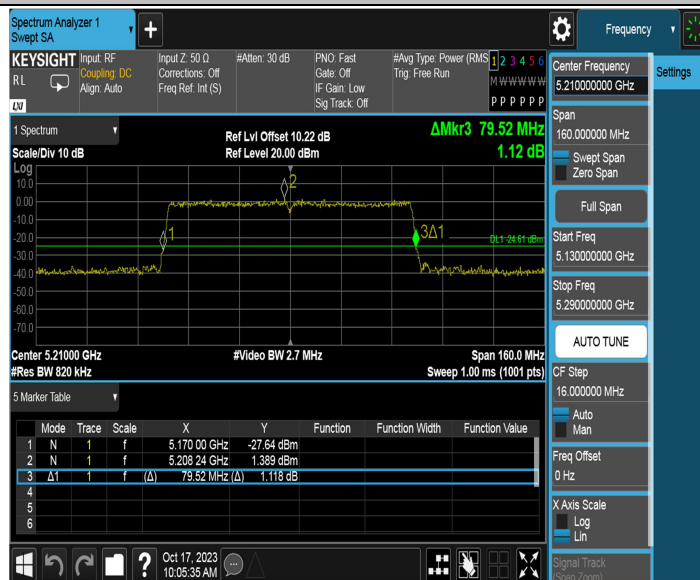 Spectrum Analyzer 1
Swept SA
+
Frequency
KEYSIGHT
RL
LXI
Input: RF
Coupling: DC
Align: Auto
Input Z: 50 Ω
Corrections: Off
Freq Ref: Int (S)
#Atten: 30 dB
PNO: Fast
Gate: Off
IF Gain: Low
Sig Track: Off
#Avg Type: Power (RMS
Trig: Free Run
1 2 3 4 5 6
M W W W W W
P P P P P P
1 Spectrum
Scale/Div 10 dB
Log
Ref Lvl Offset 10.22 dB
Ref Level 20.00 dBm
ΔMkr3 79.52 MHz
1.12 dB
10.0
0.00
-10.0
-20.0
-30.0
-40.0
-50.0
-60.0
-70.0
1
2
3Δ1
DL1 -24.61 dBm
Center 5.21000 GHz
#Res BW 820 kHz
#Video BW 2.7 MHz
Span 160.0 MHz
Sweep 1.00 ms (1001 pts)
5 Marker Table
Mode Trace Scale X Y Function Function Width Function Value
1 N 1 f 5.170 00 GHz -27.64 dBm
2 N 1 f 5.208 24 GHz 1.389 dBm
3 Δ1 1 f (Δ) 79.52 MHz (Δ) 1.118 dB
4
5
6
?
Oct 17, 2023
10:05:35 AM
Center Frequency
5.210000000 GHz
Settings
Span
160.000000 MHz
Swept Span
Zero Span
Full Span
Start Freq
5.130000000 GHz
Stop Freq
5.290000000 GHz
AUTO TUNE
CF Step
16.000000 MHz
Auto
Man
Freq Offset
0 Hz
X Axis Scale
Log
Lin
Signal Track
(Span Zoom)